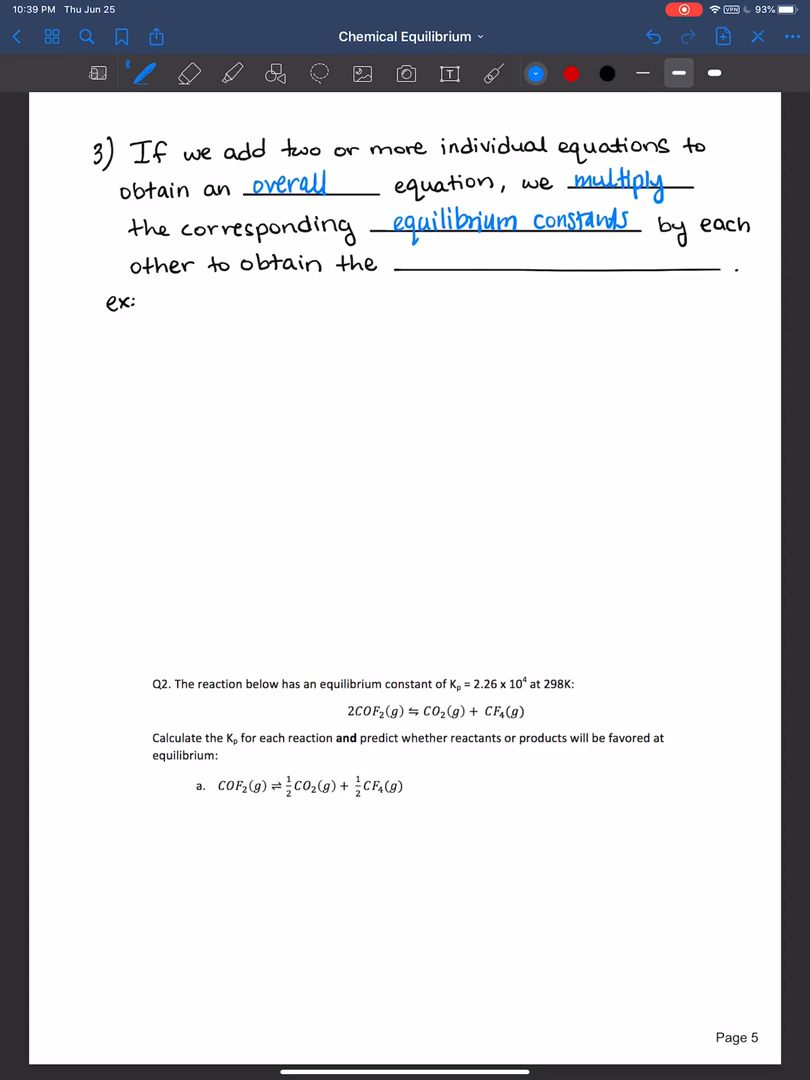 10:39 PM Thu Jun 25
VPN 93%
Chemical Equilibrium
T
3) If we add two or more individual equations to
obtain an overall equation, we multiply
the corresponding equilibrium constants by each
other to obtain the ____________.
ex:
Q2. The reaction below has an equilibrium constant of Kₚ = 2.26 x 10⁴ at 298K:
2COF₂(g) ⇋ CO₂(g) + CF₄(g)
Calculate the Kₚ for each reaction and predict whether reactants or products will be favored at
equilibrium:
a. COF₂(g) ⇌ ½CO₂(g) + ½CF₄(g)
Page 5